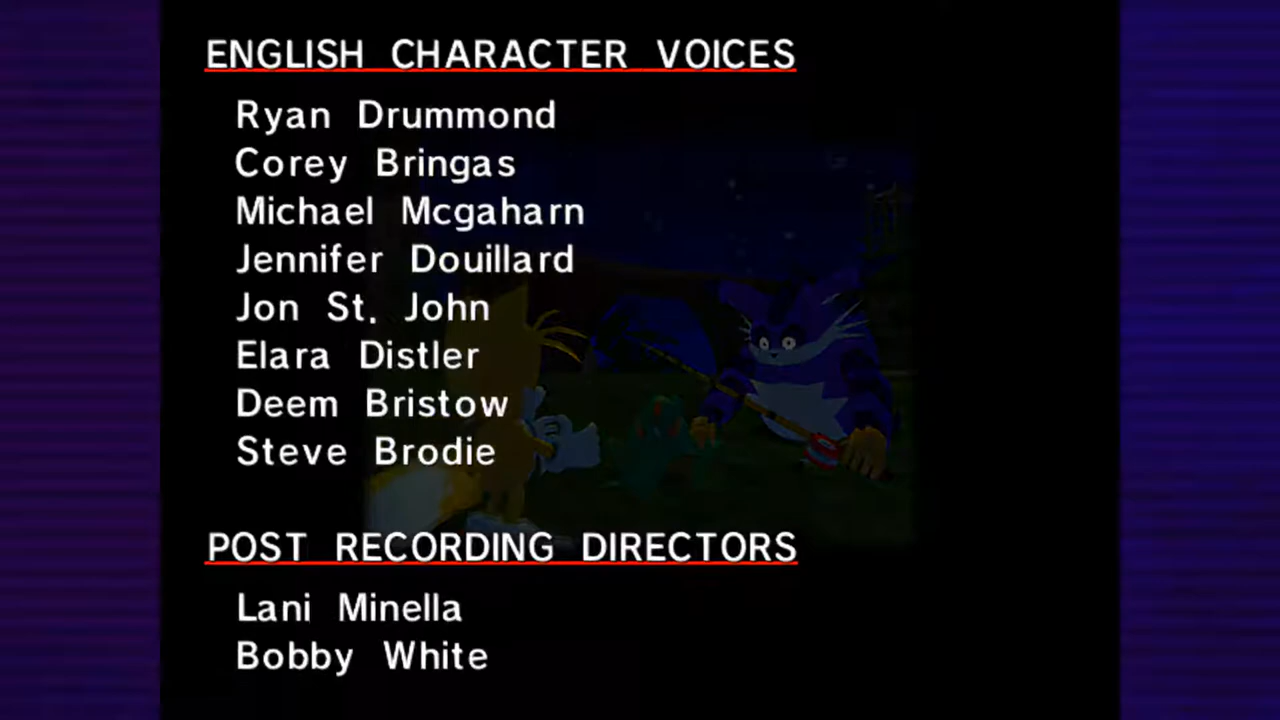 ENGLISH CHARACTER VOICES
Ryan Drummond
Corey Bringas
Michael Mcgaharn
Jennifer Douillard
Jon St. John
Elara Distler
Deem Bristow
Steve Brodie
POST RECORDING DIRECTORS
Lani Minella
Bobby White